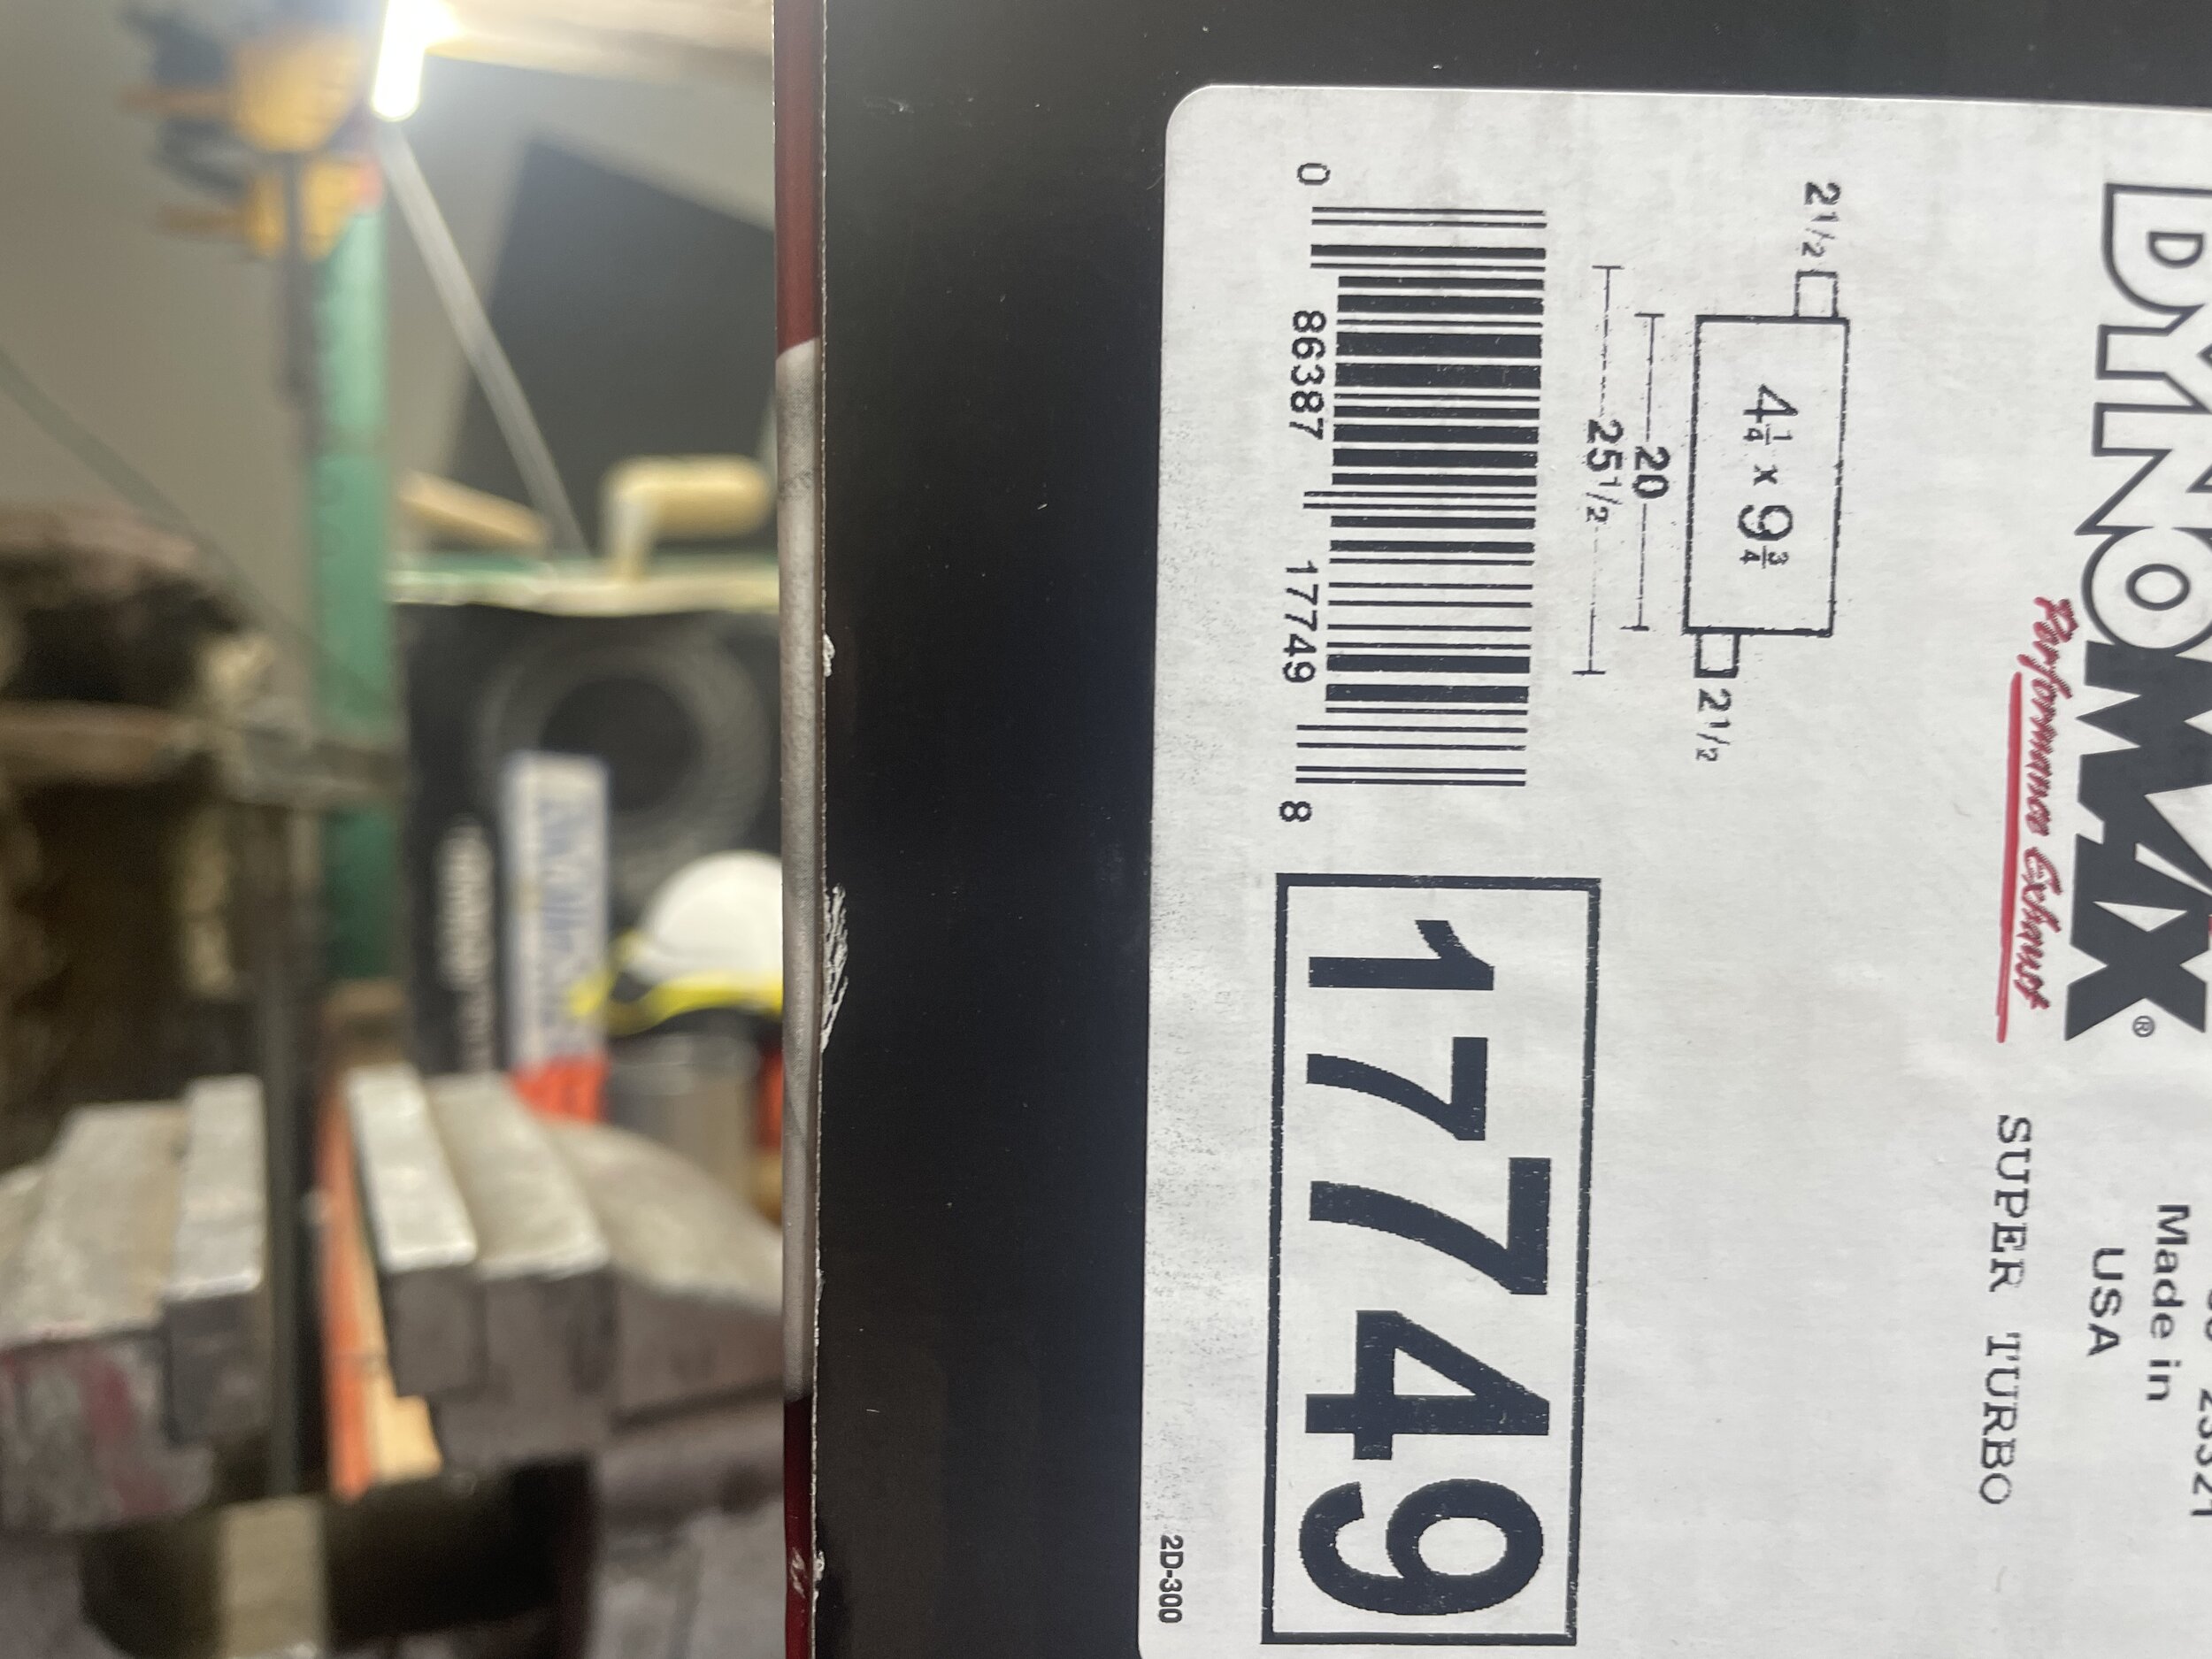 DYNOMAX®
Performance Exhaust
Made in
USA
SUPER TURBO
2 1/2
4 1/4 x 9 3/4
2 1/2
20
25 1/2
0 86387 17749 8
17749
2D-300